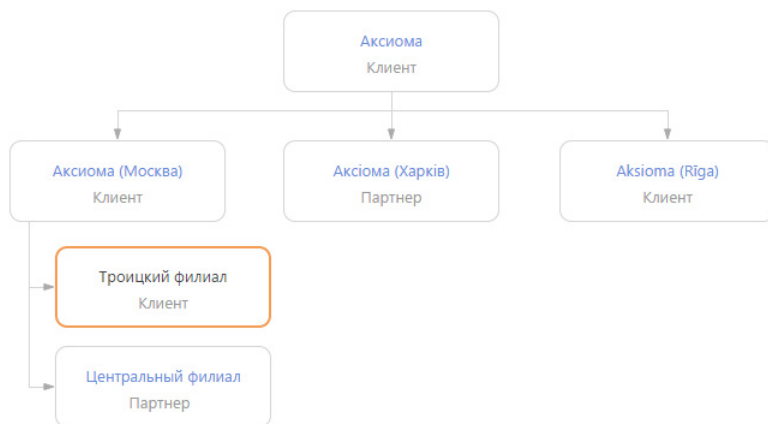 Аксиома
Клиент
Аксиома (Москва)
Клиент
Аксіома (Харків)
Партнер
Aksioma (Rīga)
Клиент
Троицкий филиал
Клиент
Центральный филиал
Партнер